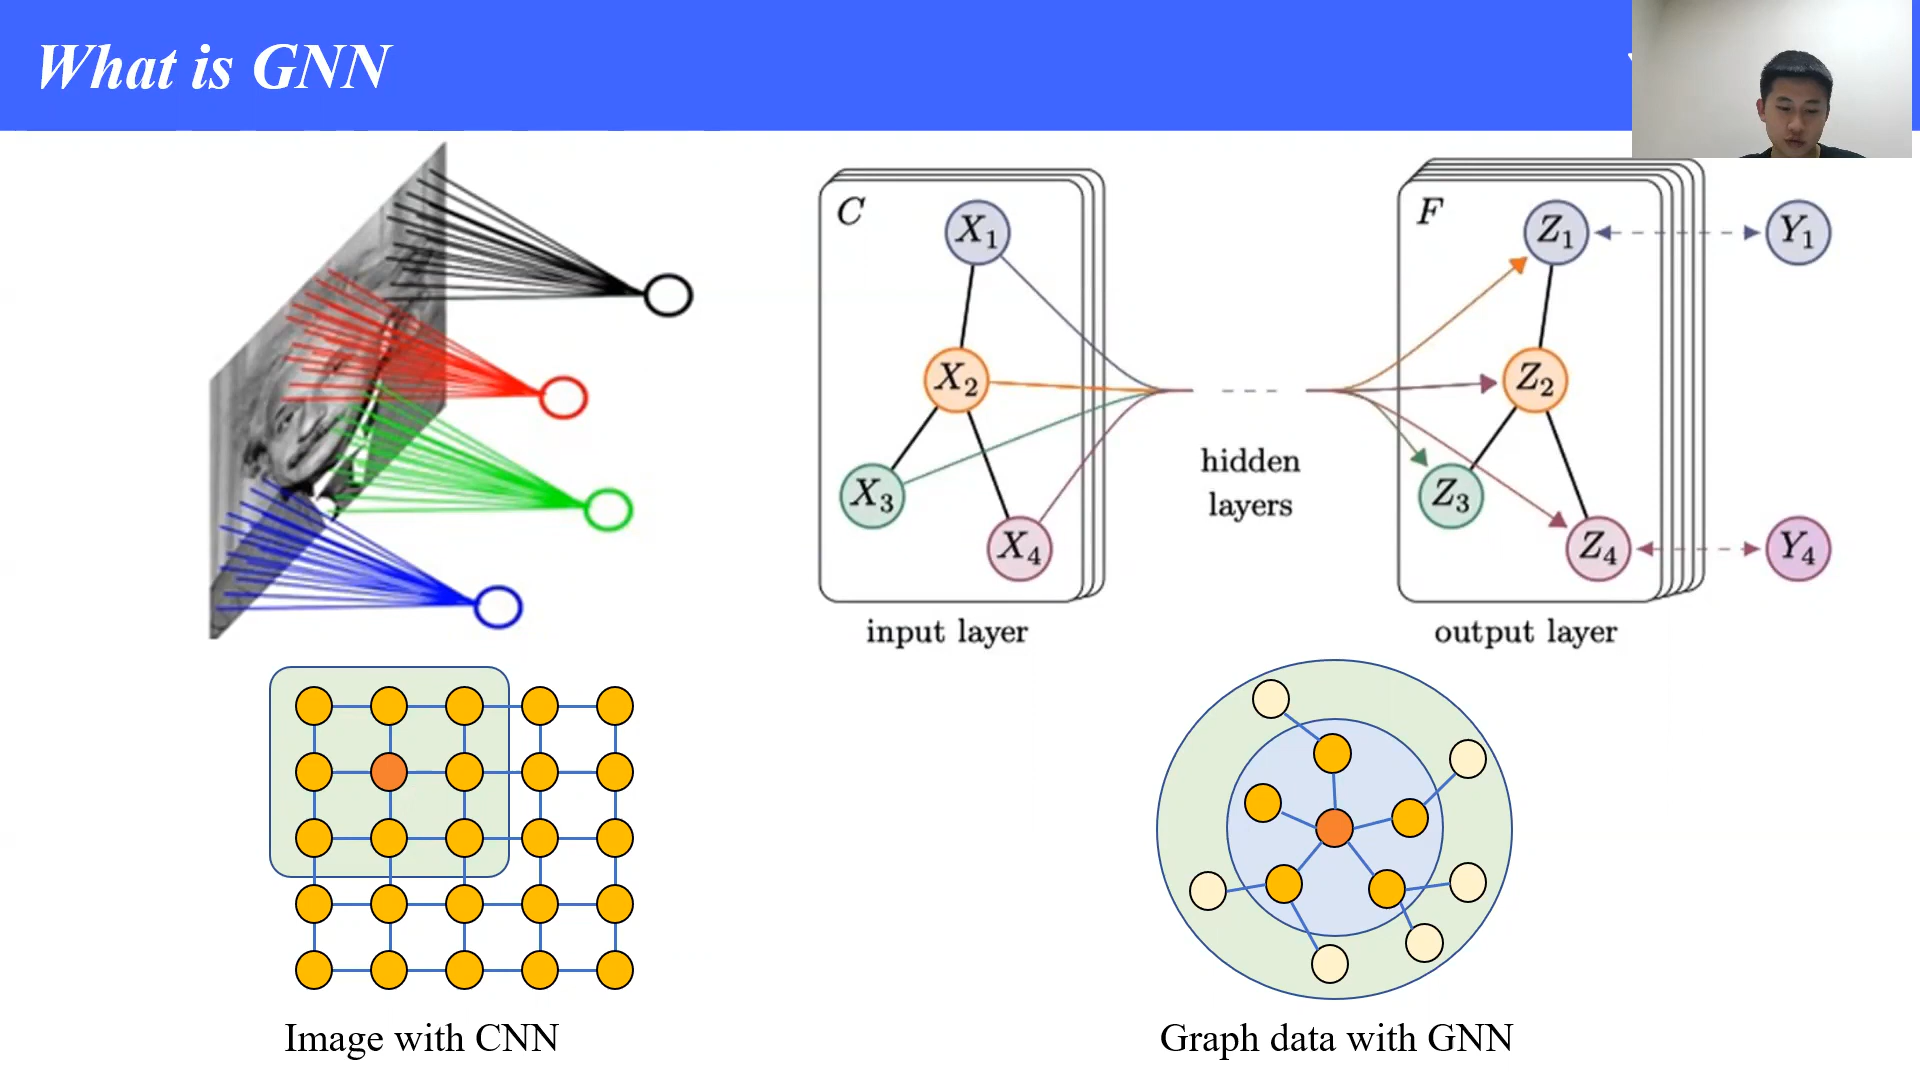 What is GNN
C
X1
X2
X3
X4
input layer
hidden
layers
F
Z1
Z2
Z3
Z4
output layer
Y1
Y4
Image with CNN
Graph data with GNN